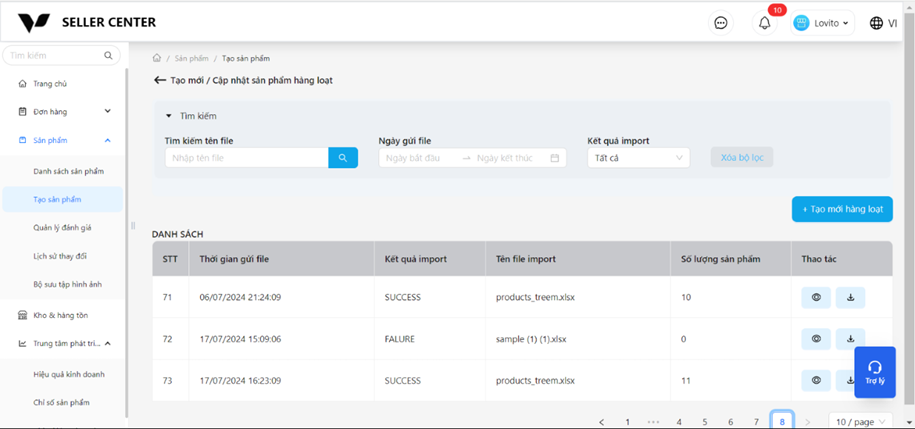 SELLER CENTER
10
Lovito
VI
Tìm kiếm
Trang chủ
Đơn hàng
Sản phẩm
Danh sách sản phẩm
Tạo sản phẩm
Quản lý đánh giá
Lịch sử thay đổi
Bộ sưu tập hình ảnh
Kho & hàng tồn
Trung tâm phát tri...
Hiệu quả kinh doanh
Chỉ số sản phẩm
/ Sản phẩm / Tạo sản phẩm
Tạo mới / Cập nhật sản phẩm hàng loạt
Tìm kiếm
Tìm kiếm tên file Ngày gửi file Kết quả import
Nhập tên file Ngày bắt đầu Ngày kết thúc Tất cả Xóa bộ lọc
+ Tạo mới hàng loạt
DANH SÁCH
STT Thời gian gửi file Kết quả import Tên file import Số lượng sản phẩm Thao tác
71 06/07/2024 21:24:09 SUCCESS products_treem.xlsx 10
72 17/07/2024 15:09:06 FALURE sample (1) (1).xlsx 0
73 17/07/2024 16:23:09 SUCCESS products_treem.xlsx 11
Trợ lý
< 1 ••• 4 5 6 7 8 > 10 / page